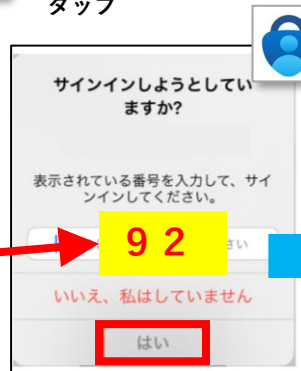 タップ
サインインしようとしてい
ますか?
表示されている番号を入力して、サイ
ンインしてください。
92 さい
いいえ、私はしていません
はい